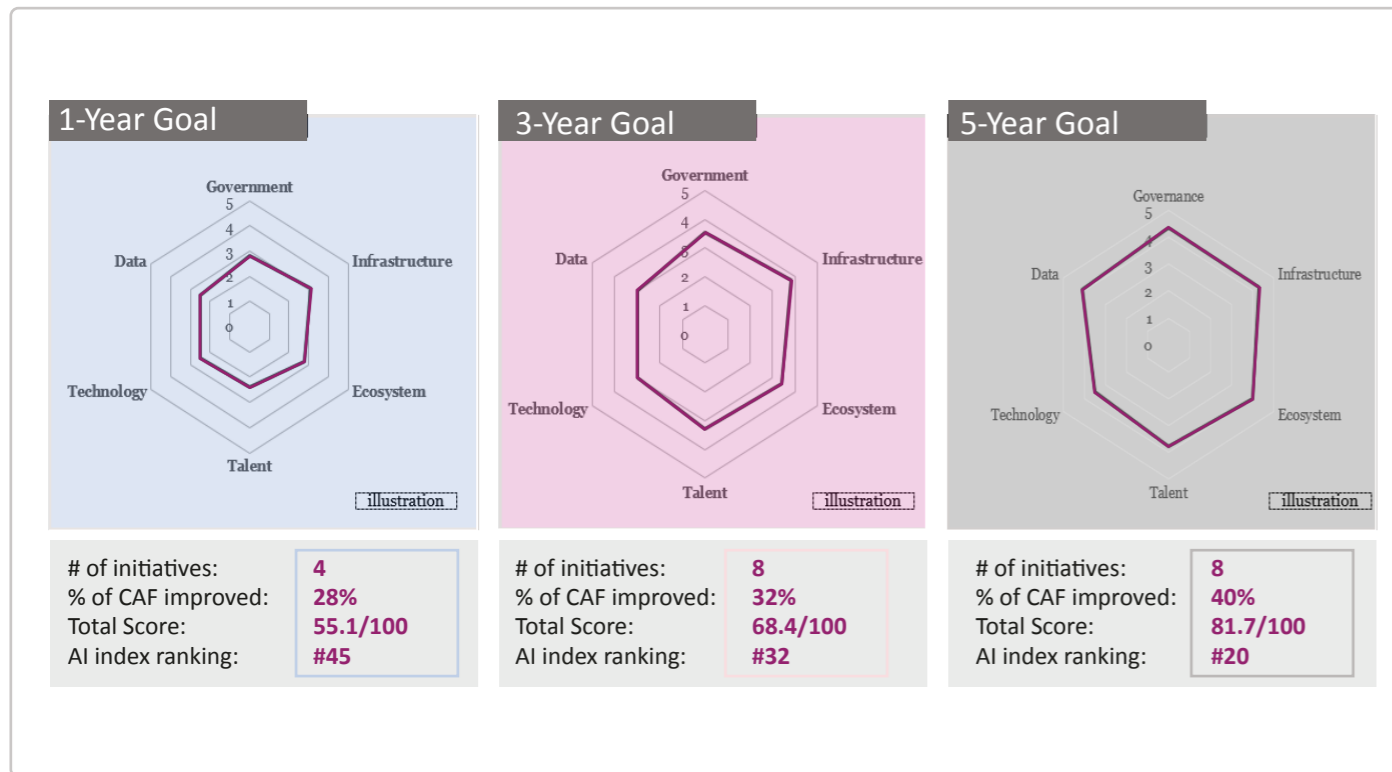 1-Year Goal
Government
5
4
3
2
1
0
Data
Infrastructure
Technology
Ecosystem
Talent
illustration
# of initiatives: 4
% of CAF improved: 28%
Total Score: 55.1/100
AI index ranking: #45
3-Year Goal
Government
5
4
3
2
1
0
Data
Infrastructure
Technology
Ecosystem
Talent
illustration
# of initiatives: 8
% of CAF improved: 32%
Total Score: 68.4/100
AI index ranking: #32
5-Year Goal
Governance
5
4
3
2
1
0
Data
Infrastructure
Technology
Ecosystem
Talent
illustration
# of initiatives: 8
% of CAF improved: 40%
Total Score: 81.7/100
AI index ranking: #20